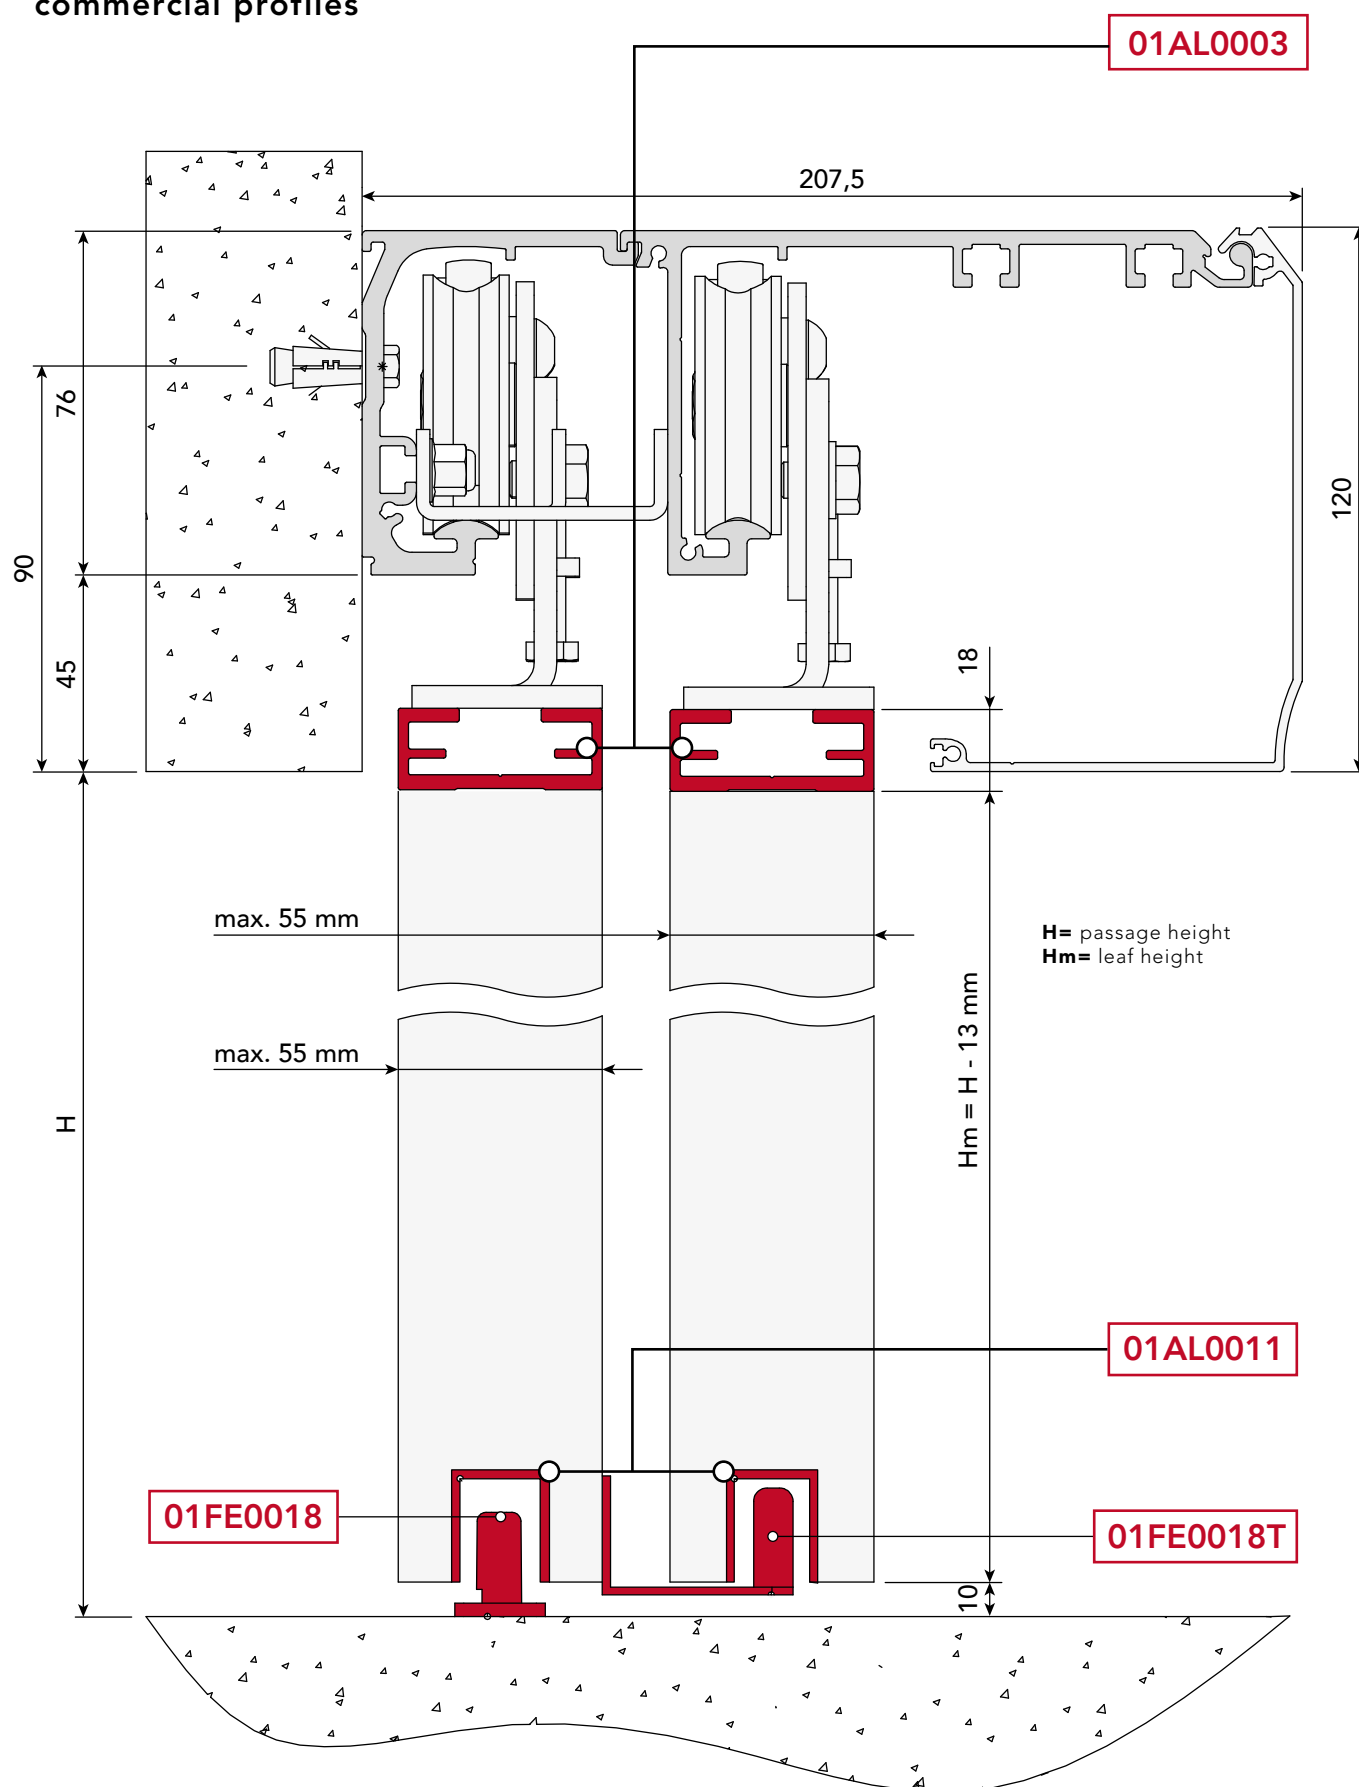 commercial profiles
01AL0003
207,5
76
90
45
120
18
max. 55 mm
H= passage height
Hm= leaf height
max. 55 mm
Hm = H - 13 mm
H
01AL0011
01FE0018
01FE0018T
10